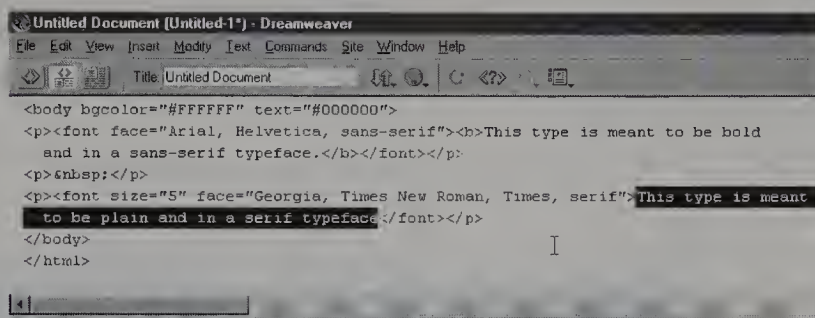 Untitled Document (Untitled-1*) - Dreamweaver
File Edit View Insert Modify Text Commands Site Window Help
Title: Untitled Document
<body bgcolor="#FFFFFF" text="#000000">
<p><font face="Arial, Helvetica, sans-serif"><b>This type is meant to be bold
and in a sans-serif typeface.</b></font></p>
<p>&nbsp;</p>
<p><font size="5" face="Georgia, Times New Roman, Times, serif">This type is meant
to be plain and in a serif typeface</font></p>
</body>
</html>